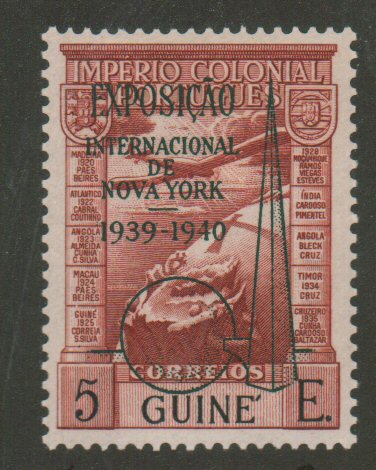 IMPERIO COLONIAL
EXPOSIÇÃO
INTERNACIONAL
DE
NOVA YORK
1939-1940
MADEIRA
1920
PAES
BEIRES
ATLANTICO
1922
CABRAL
COUTINHO
ANGOLA
1923
ALMEIDA
CUNHA
C.SILVA
MACAU
1924
PAES
BEIRES
GUINÉ
1925
CORREIA
S.SILVA
1928
MOÇAMBIQUE
RAMOS
VIEGAS
ESTEVES
ÍNDIA
CARDOSO
PIMENTEL
ANGOLA
BLECK
CRUZ
TIMOR
1934
CRUZ
CRUZEIRO
1935
CUNHA
CARDOSO
BALTAZAR
CORREIOS
5 GUINÉ E.